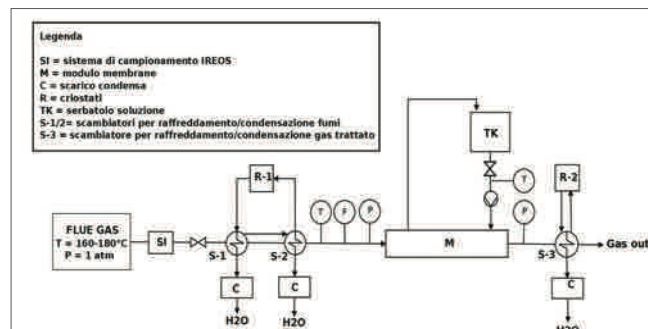 Legenda
SI = sistema di campionamento IREOS
M = modulo membrane
C = scarico condensa
R = criostati
TK = serbatoio soluzione
S-1/2= scambiatori per raffreddamento/condensazione fumi
S-3 = scambiatore per raffreddamento/condensazione gas trattato
TK
R-1
R-2
T
T
F
P
P
FLUE GAS
T = 160-180°C
P = 1 atm
SI
S-1
S-2
M
S-3
Gas out
C
C
C
H2O
H2O
H2O